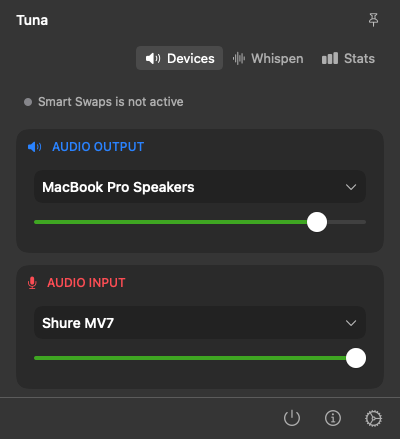 Tuna
Devices Whispen Stats
Smart Swaps is not active
AUDIO OUTPUT
MacBook Pro Speakers
AUDIO INPUT
Shure MV7